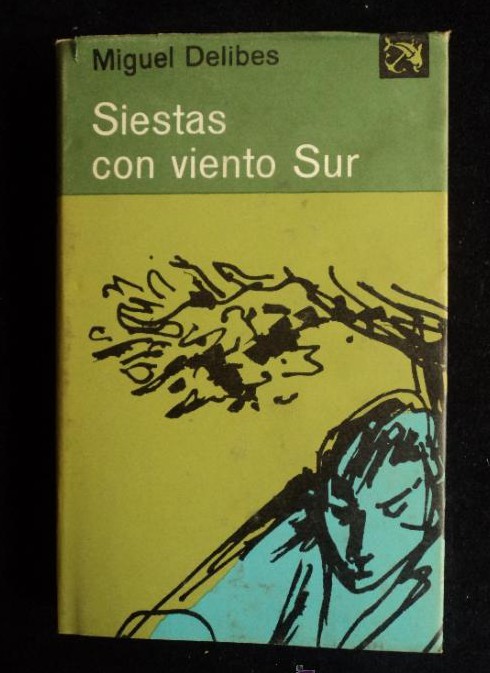 Miguel Delibes
Siestas
con viento Sur